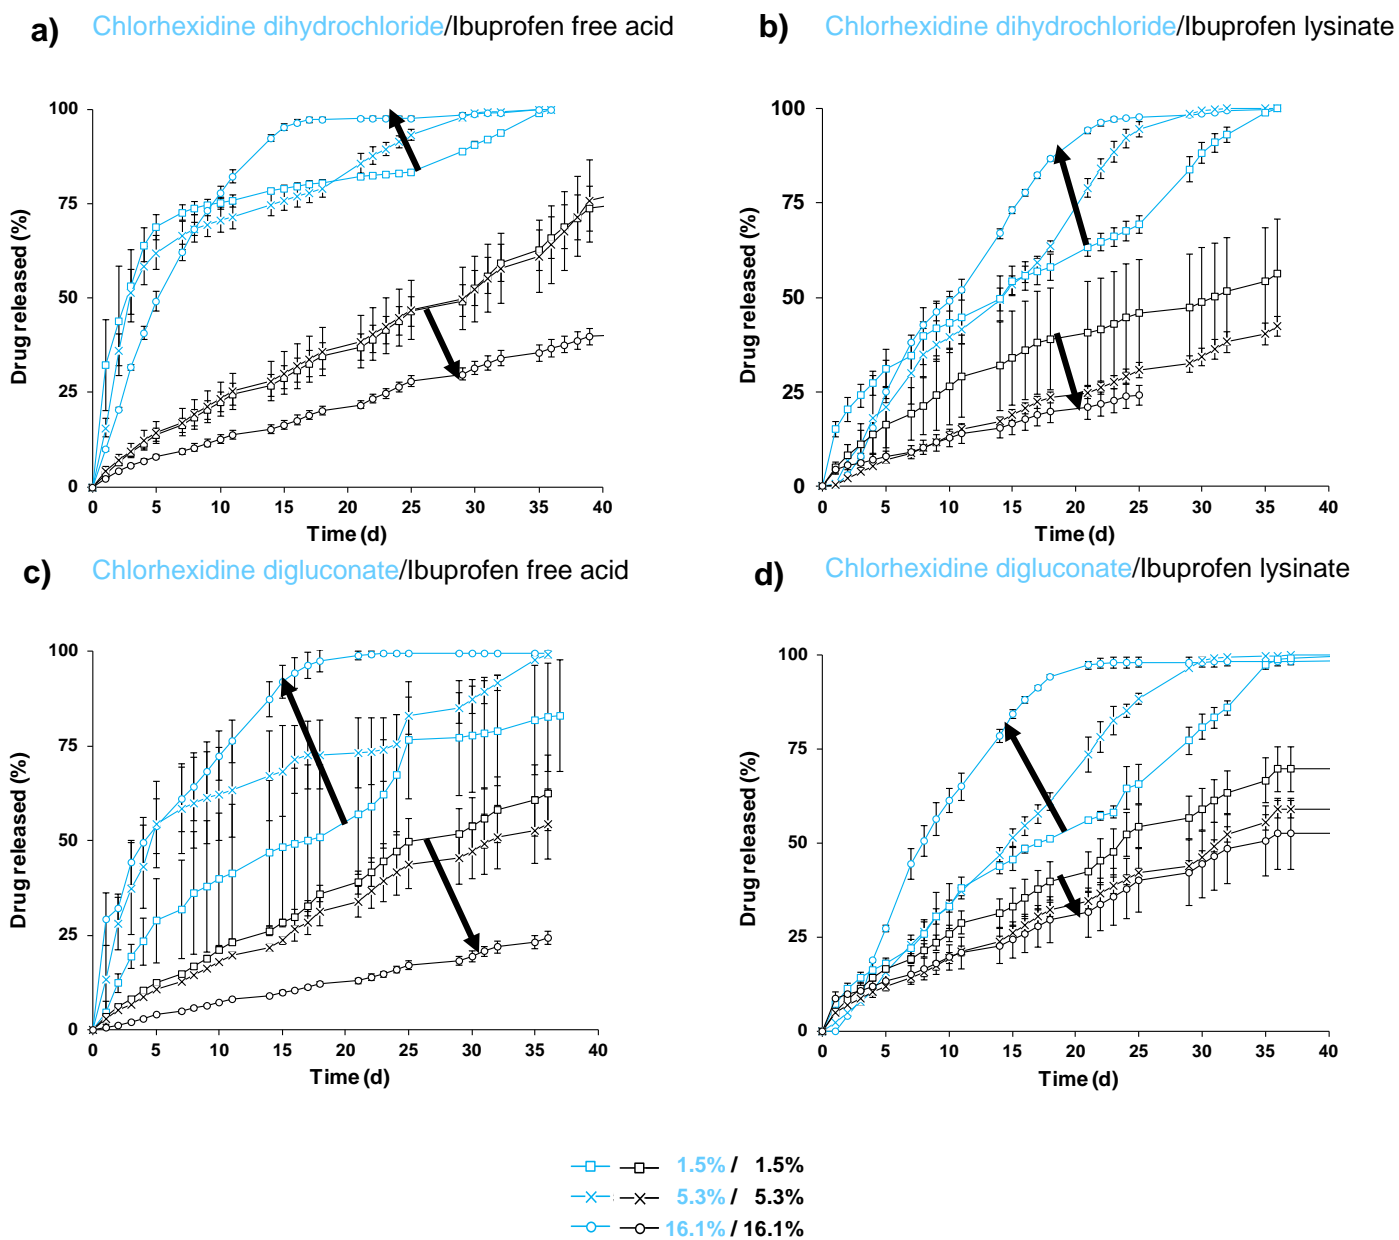 a) Chlorhexidine dihydrochloride/Ibuprofen free acid
100
75
50
25
0
Drug released (%)
0 5 10 15 20 25 30 35 40
Time (d)
b) Chlorhexidine dihydrochloride/Ibuprofen lysinate
100
75
50
25
0
Drug released (%)
0 5 10 15 20 25 30 35 40
Time (d)
c) Chlorhexidine digluconate/Ibuprofen free acid
100
75
50
25
0
Drug released (%)
0 5 10 15 20 25 30 35 40
Time (d)
d) Chlorhexidine digluconate/Ibuprofen lysinate
100
75
50
25
0
Drug released (%)
0 5 10 15 20 25 30 35 40
Time (d)
1.5% / 1.5%
5.3% / 5.3%
16.1% / 16.1%